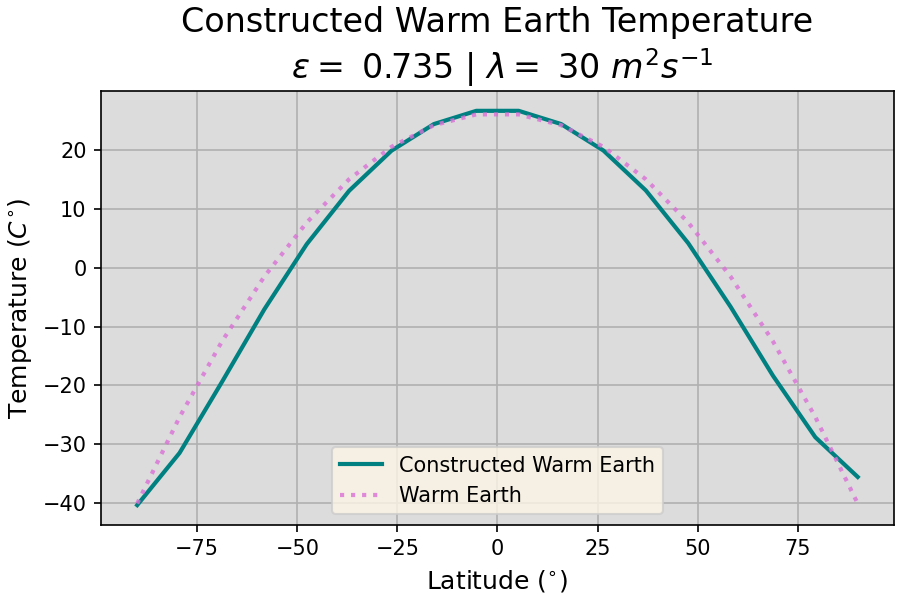 Constructed Warm Earth Temperature
ε = 0.735 | λ = 30 m²s⁻¹
Temperature (C°)
20
10
0
−10
−20
−30
−40
Constructed Warm Earth
Warm Earth
−75
−50
−25
0
25
50
75
Latitude (°)